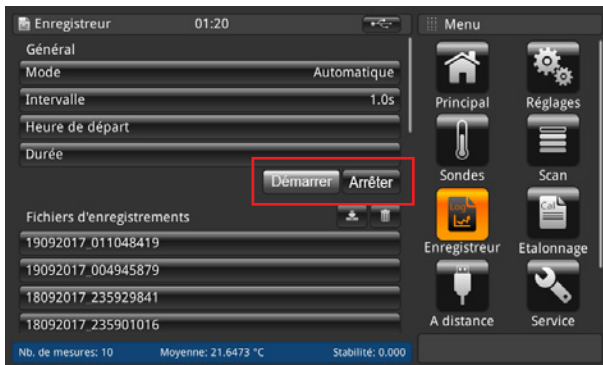 Enregistreur 01:20
Général
Mode Automatique
Intervalle 1.0s
Heure de départ
Durée
Démarrer Arrêter
Fichiers d'enregistrements
19092017_011048419
19092017_004945879
18092017_235929841
18092017_235901016
Nb. de mesures: 10 Moyenne: 21.6473 °C Stabilité: 0.000
Menu
Principal Réglages
Sondes Scan
Log Cal
Enregistreur Etalonnage
A distance Service